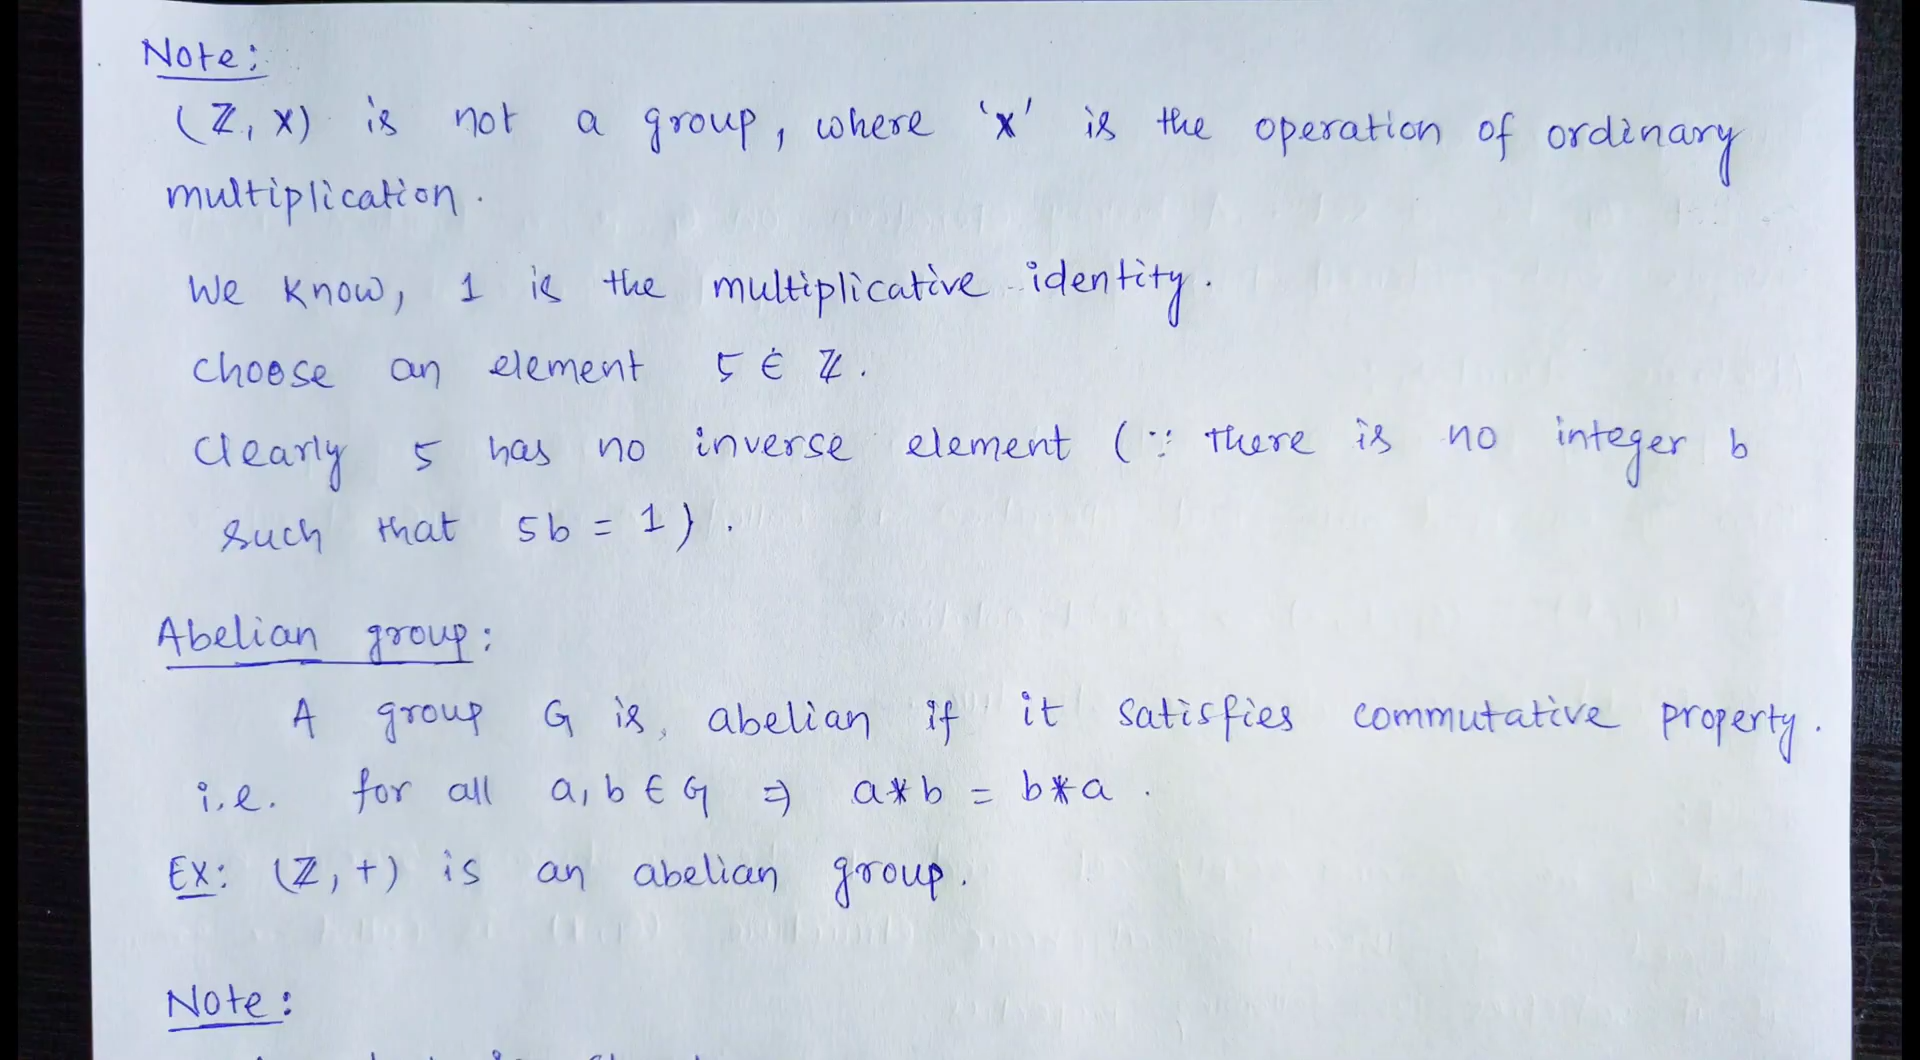 Note:
(ℤ, ×) is not a group, where '×' is the operation of ordinary
multiplication.
We know, 1 is the multiplicative identity.
choose an element 5 ∈ ℤ.
Clearly 5 has no inverse element (∵ there is no integer b
such that 5b = 1).
Abelian group:
A group G is, abelian if it satisfies commutative property.
i.e. for all a, b ∈ G ⇒ a*b = b*a.
Ex: (ℤ, +) is an abelian group.
Note: